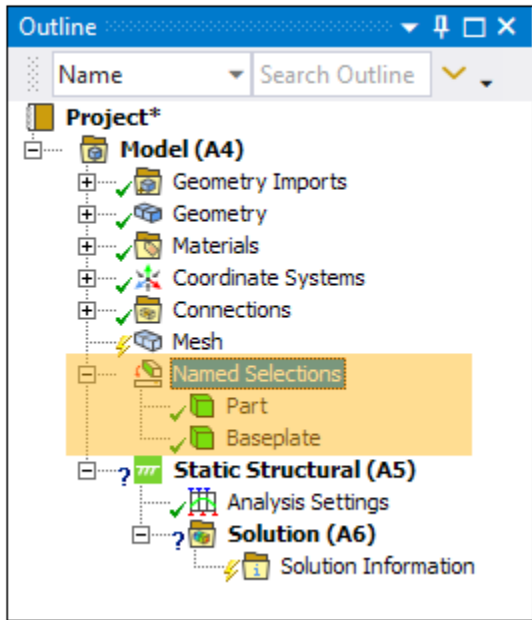 Outline
Name Search Outline
Project*
Model (A4)
Geometry Imports
Geometry
Materials
Coordinate Systems
Connections
Mesh
Named Selections
Part
Baseplate
Static Structural (A5)
Analysis Settings
Solution (A6)
Solution Information